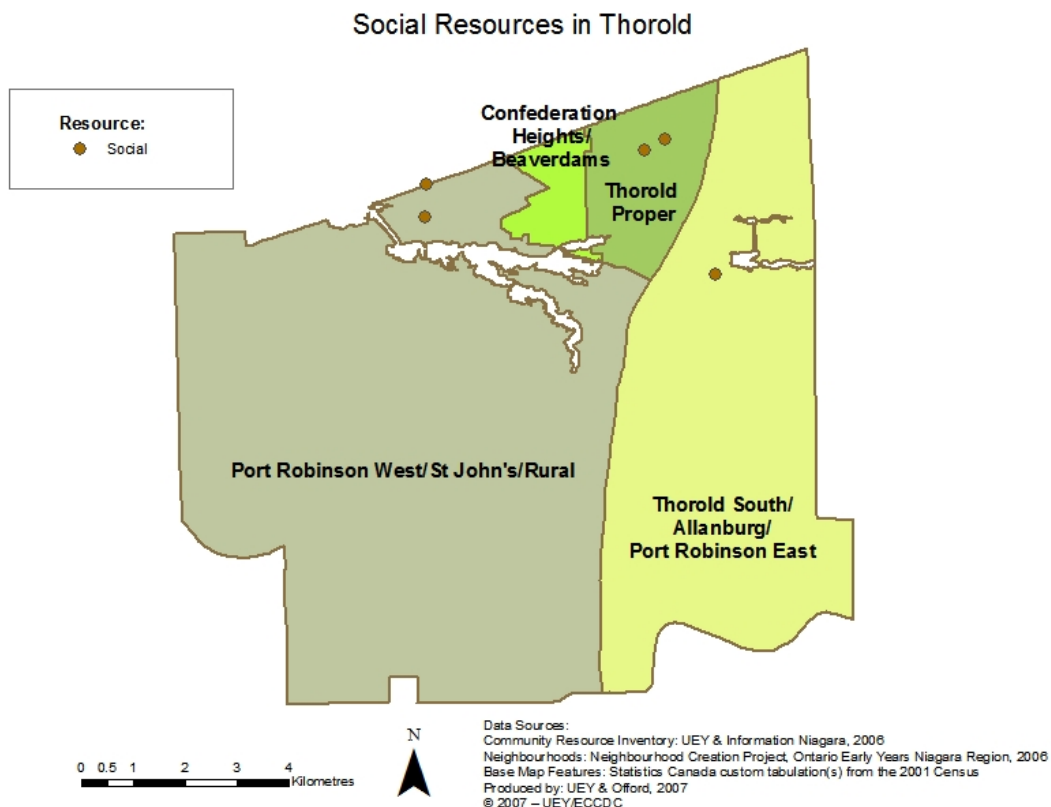 Social Resources in Thorold
Resource:
Social
Confederation
Heights/
Beaverdams
Thorold
Proper
Port Robinson West/St John's/Rural
Thorold South/
Allanburg/
Port Robinson East
0 0.5 1 2 3 4
Kilometres
N
Data Sources:
Community Resource Inventory: UEY & Information Niagara, 2006
Neighbourhoods: Neighbourhood Creation Project, Ontario Early Years Niagara Region, 2006
Base Map Features: Statistics Canada custom tabulation(s) from the 2001 Census
Produced by: UEY & Offord, 2007
© 2007 – UEY/ECCDC